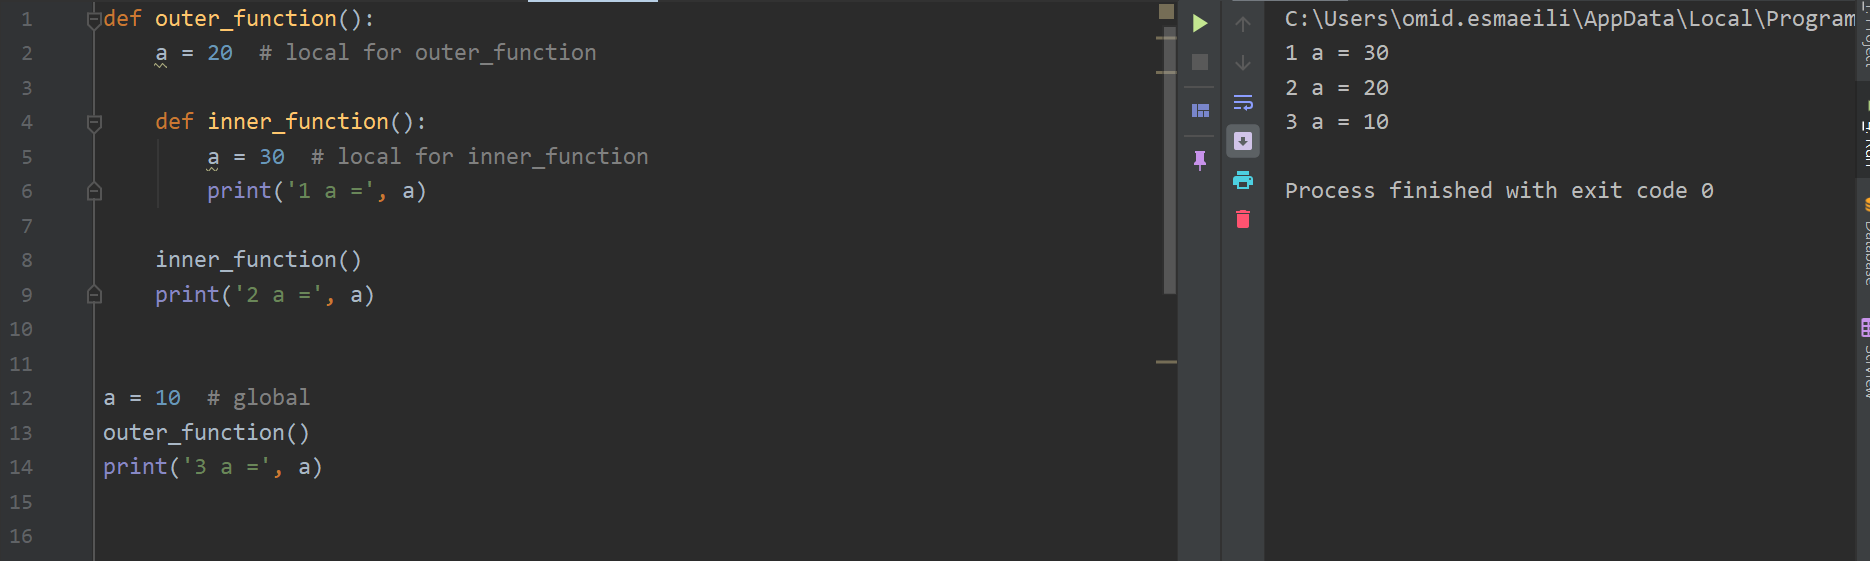 1 def outer_function():
2 a = 20  # local for outer_function
3
4 def inner_function():
5 a = 30  # local for inner_function
6 print('1 a =', a)
7
8 inner_function()
9 print('2 a =', a)
10
11
12 a = 10  # global
13 outer_function()
14 print('3 a =', a)
15
16
C:\Users\omid.esmaeili\AppData\Local\Program
1 a = 30
2 a = 20
3 a = 10
Process finished with exit code 0